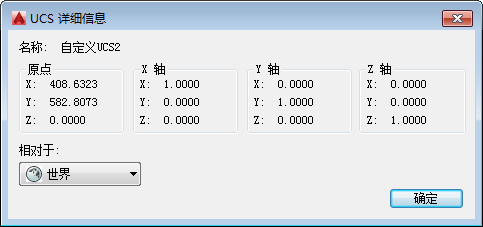 UCS 详细信息
名称: 自定义UCS2
原点 X 轴 Y 轴 Z 轴
X: 408.6323 X: 1.0000 X: 0.0000 X: 0.0000
Y: 582.8073 Y: 0.0000 Y: 1.0000 Y: 0.0000
Z: 0.0000 Z: 0.0000 Z: 0.0000 Z: 1.0000
相对于:
世界
确定